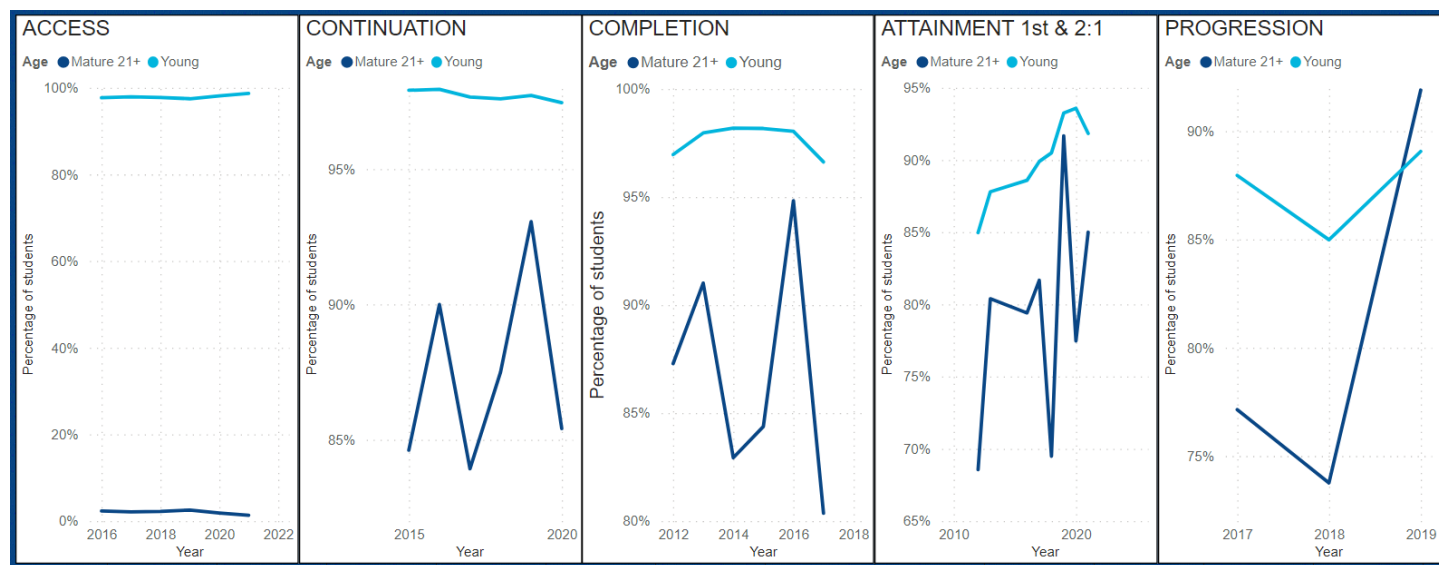 ACCESS
Age Mature 21+ Young
100%
80%
60%
40%
20%
0%
Percentage of students
2016 2018 2020 2022
Year
CONTINUATION
Age Mature 21+ Young
95%
90%
85%
Percentage of students
2015 2020
Year
COMPLETION
Age Mature 21+ Young
100%
95%
90%
85%
80%
Percentage of students
2012 2014 2016 2018
Year
ATTAINMENT 1st & 2:1
Age Mature 21+ Young
95%
90%
85%
80%
75%
70%
65%
Percentage of students
2010 2020
Year
PROGRESSION
Age Mature 21+ Young
90%
85%
80%
75%
Percentage of students
2017 2018 2019
Year